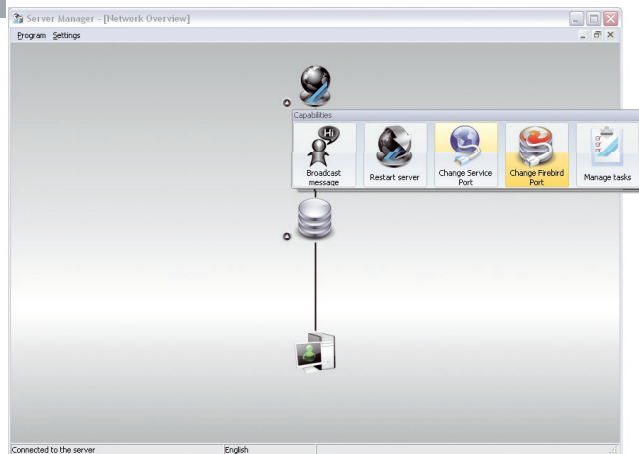 Server Manager - [Network Overview]
Program Settings
Capabilities
Hi
Broadcast message
Restart server
Change Service Port
Change Firebird Port
Manage tasks
Connected to the server
English